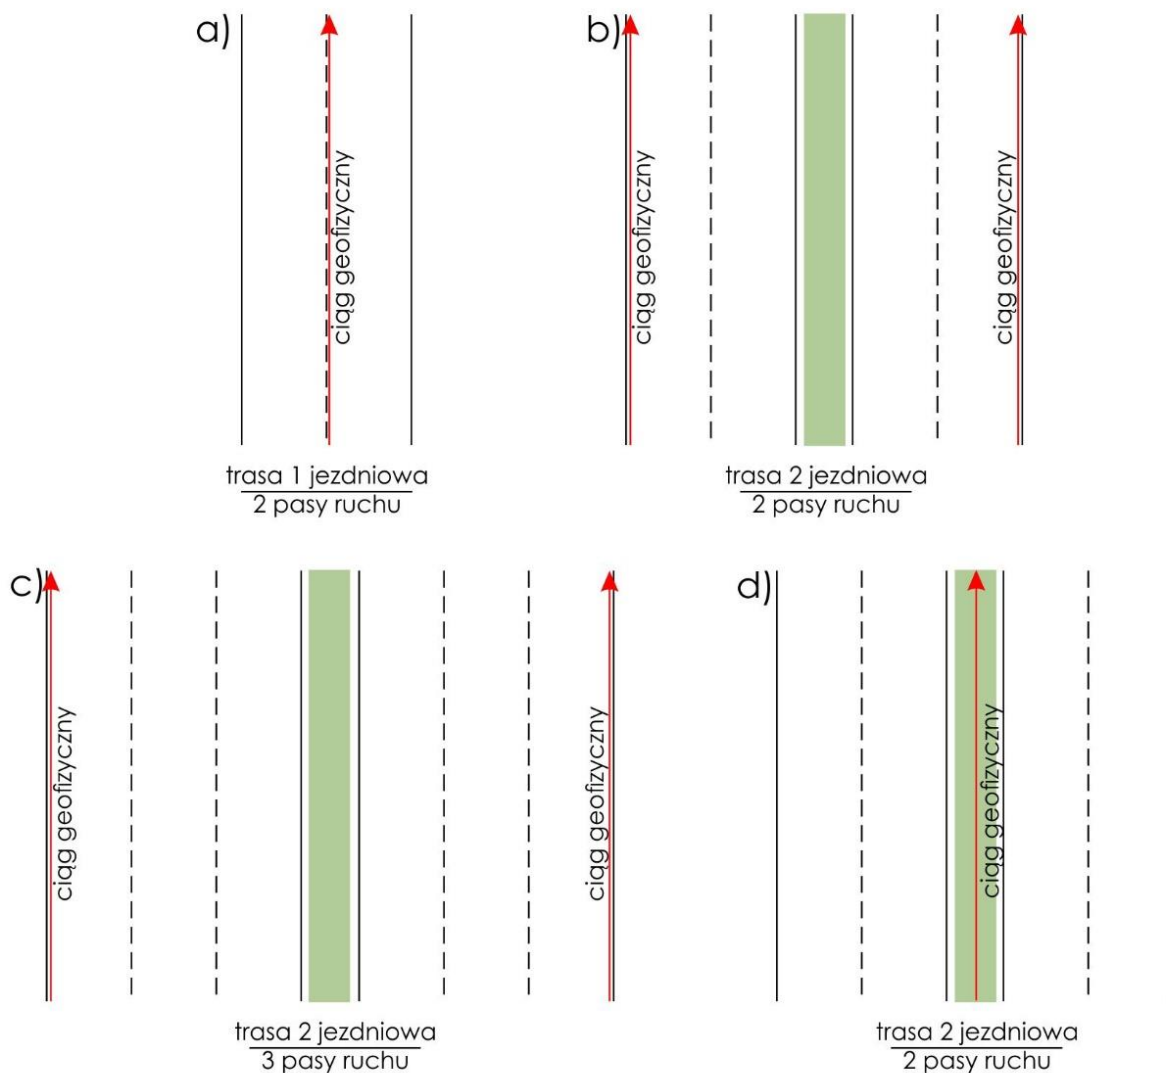 a)
ciąg geofizyczny
trasa 1 jezdniowa
2 pasy ruchu
b)
ciąg geofizyczny
ciąg geofizyczny
trasa 2 jezdniowa
2 pasy ruchu
c)
ciąg geofizyczny
ciąg geofizyczny
trasa 2 jezdniowa
3 pasy ruchu
d)
ciąg geofizyczny
trasa 2 jezdniowa
2 pasy ruchu